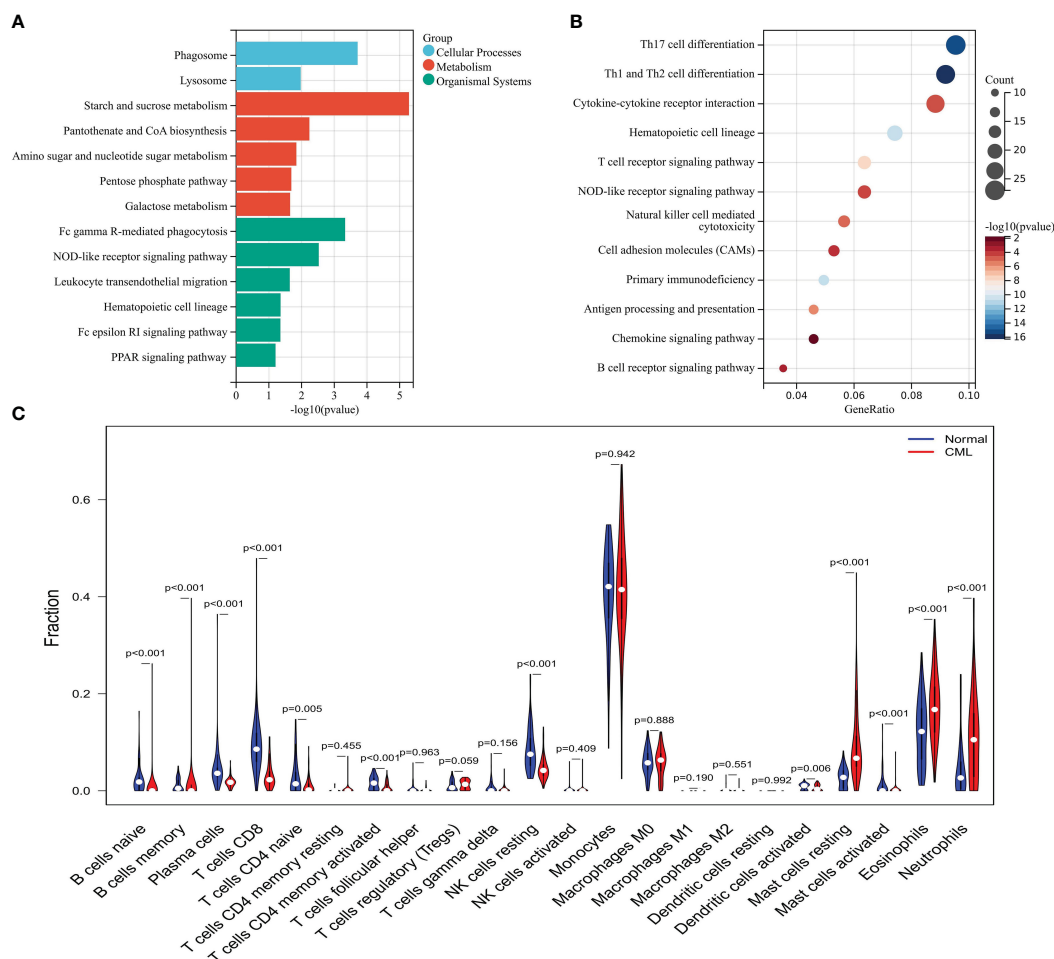 A
Group
Cellular Processes
Metabolism
Organismal Systems
Phagosome
Lysosome
Starch and sucrose metabolism
Pantothenate and CoA biosynthesis
Amino sugar and nucleotide sugar metabolism
Pentose phosphate pathway
Galactose metabolism
Fc gamma R-mediated phagocytosis
NOD-like receptor signaling pathway
Leukocyte transendothelial migration
Hematopoietic cell lineage
Fc epsilon RI signaling pathway
PPAR signaling pathway
0 1 2 3 4 5
-log10(pvalue)
B
Th17 cell differentiation
Th1 and Th2 cell differentiation
Cytokine-cytokine receptor interaction
Hematopoietic cell lineage
T cell receptor signaling pathway
NOD-like receptor signaling pathway
Natural killer cell mediated
cytotoxicity
Cell adhesion molecules (CAMs)
Primary immunodeficiency
Antigen processing and presentation
Chemokine signaling pathway
B cell receptor signaling pathway
0.04 0.06 0.08 0.10
GeneRatio
Count
10
20
25
-log10(pvalue)
2
4
6
8
10
12
14
16
C
Normal
CML
Fraction
0.6
0.4
0.2
0.0
p<0.001
p<0.001
p<0.001
p<0.001
p=0.005
p=0.455
p<0.001
p=0.963
p=0.059
p=0.156
p<0.001
p=0.409
p=0.942
p=0.888
p=0.190
p=0.551
p=0.992
p=0.006
p<0.001
p<0.001
p<0.001
p<0.001
B cells naive
B cells memory
Plasma cells
T cells CD8
T cells CD4 naive
T cells CD4 memory resting
T cells CD4 memory activated
T cells follicular helper
T cells regulatory (Tregs)
T cells gamma delta
NK cells resting
NK cells activated
Monocytes
Macrophages M0
Macrophages M1
Macrophages M2
Dendritic cells resting
Dendritic cells activated
Mast cells resting
Mast cells activated
Eosinophils
Neutrophils